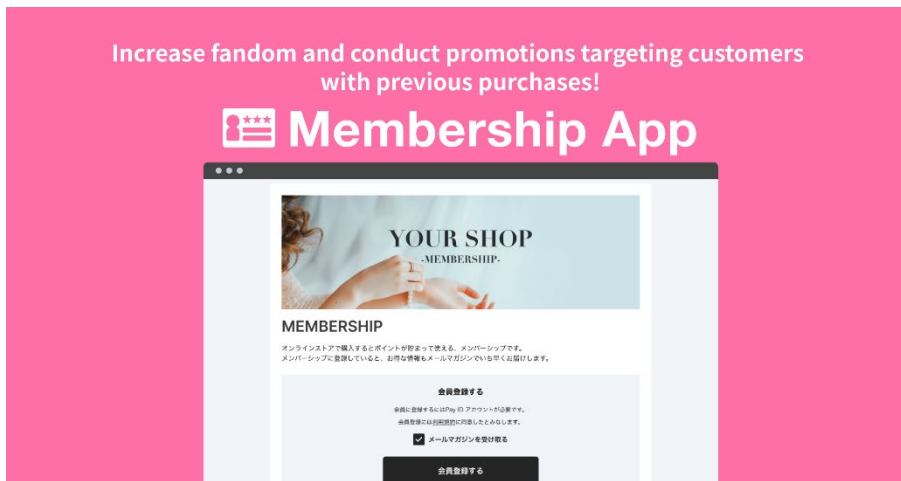 Increase fandom and conduct promotions targeting customers
with previous purchases!
Membership App
YOUR SHOP
-MEMBERSHIP-
MEMBERSHIP
オンラインストアで購入するとポイントが貯まって使える、メンバーシップです。
メンバーシップに登録していると、お得な情報もメールマガジンでいち早くお届けします。
会員登録する
会員に登録するにはPay ID アカウントが必要です。
会員登録には利用規約に同意したとみなします。
メールマガジンを受け取る
会員登録する